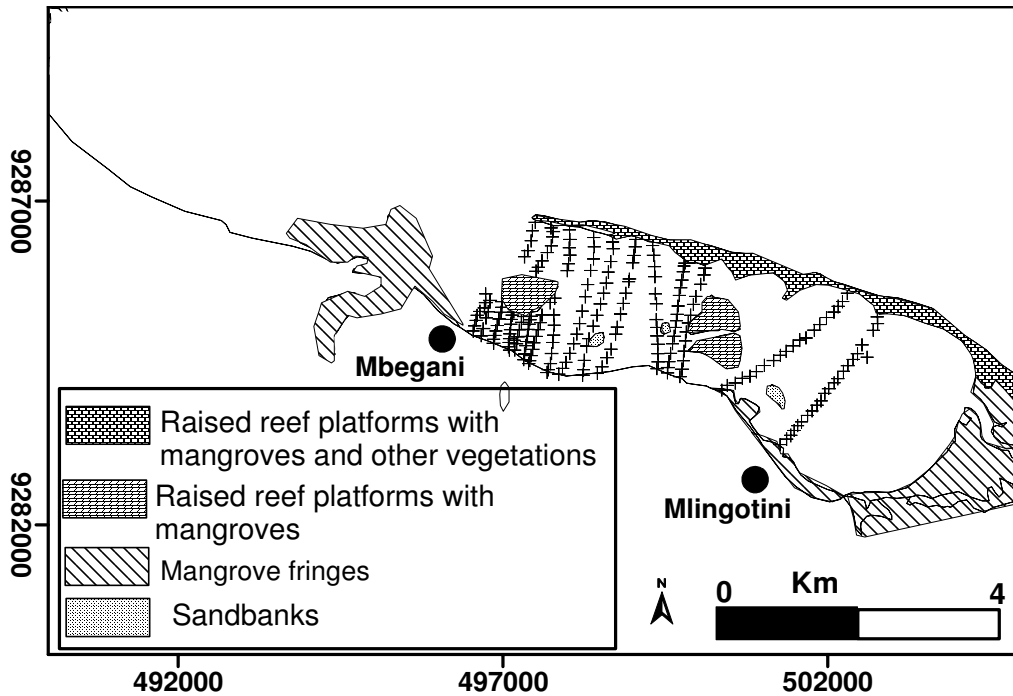 9287000
9282000
Mbegani
Mlingotini
Raised reef platforms with
mangroves and other vegetations
Raised reef platforms with
mangroves
Mangrove fringes
Sandbanks
N
0 Km 4
492000 497000 502000